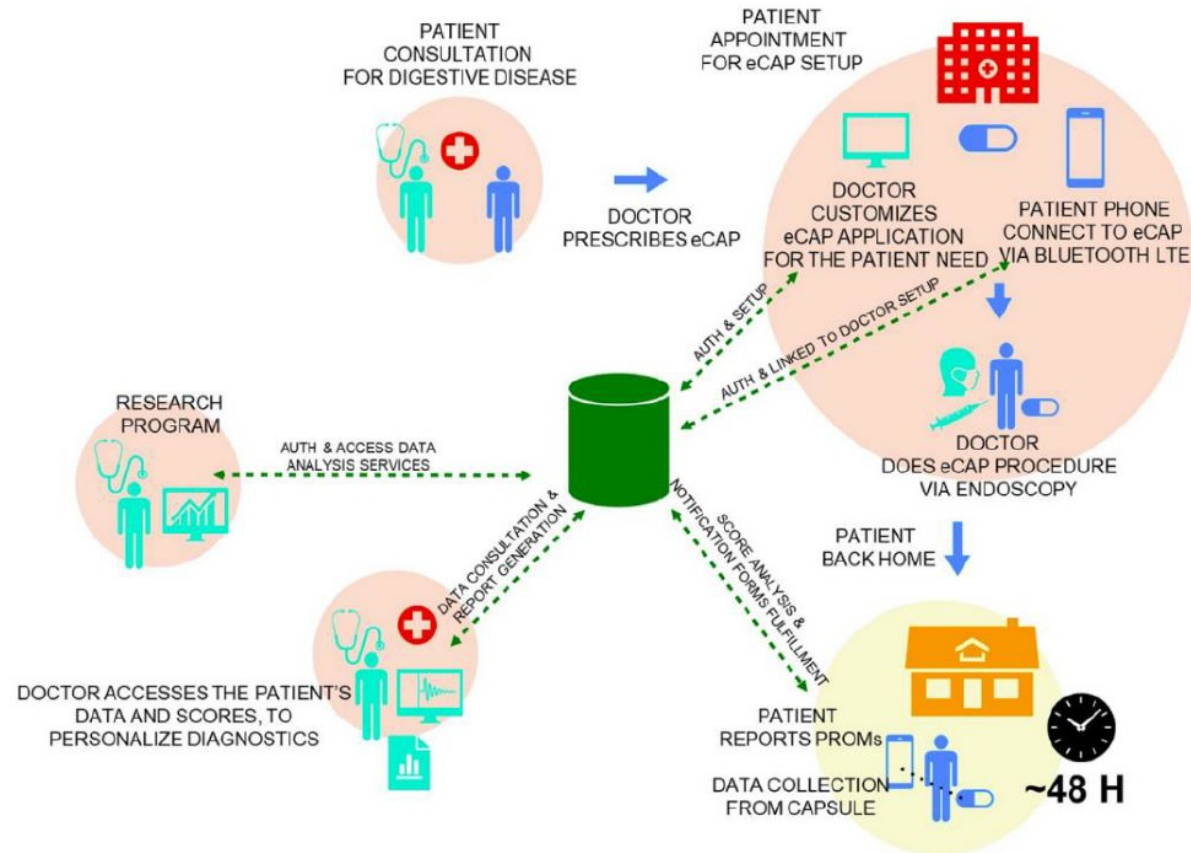 PATIENT
CONSULTATION
FOR DIGESTIVE DISEASE
DOCTOR
PRESCRIBES eCAP
PATIENT
APPOINTMENT
FOR eCAP SETUP
DOCTOR
CUSTOMIZES
eCAP APPLICATION
FOR THE PATIENT NEED
PATIENT PHONE
CONNECT TO eCAP
VIA BLUETOOTH LTE
AUTH & SETUP
AUTH & LINKED TO DOCTOR SETUP
DOCTOR
DOES eCAP PROCEDURE
VIA ENDOSCOPY
PATIENT
BACK HOME
RESEARCH
PROGRAM
AUTH & ACCESS DATA
ANALYSIS SERVICES
DATA CONSULTATION &
REPORT GENERATION
SCORE ANALYSIS &
NOTIFICATION FORMS FULFILLMENT
DOCTOR ACCESSES THE PATIENT'S
DATA AND SCORES, TO
PERSONALIZE DIAGNOSTICS
PATIENT
REPORTS PROMs
DATA COLLECTION
FROM CAPSULE
~48 H